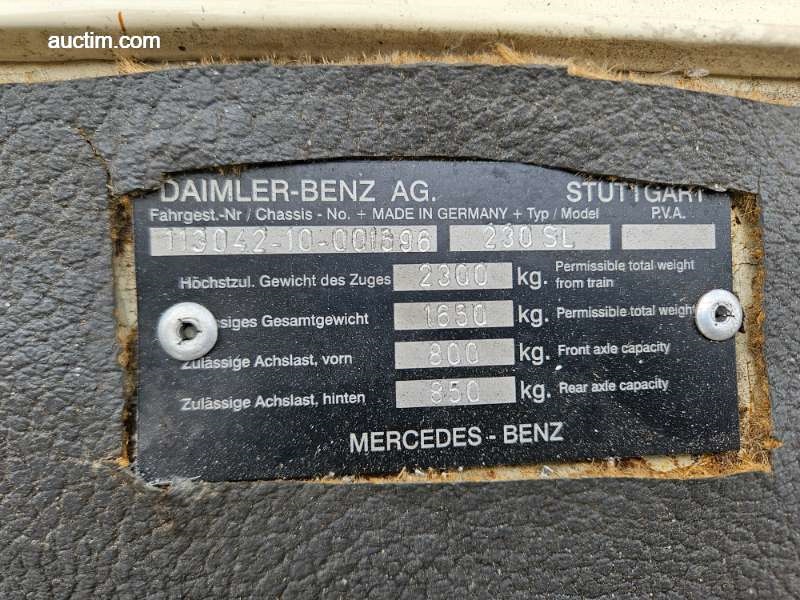 auctim.com
DAIMLER-BENZ AG. STUTTGART
Fahrgest.-Nr / Chassis - No. + MADE IN GERMANY + Typ / Model P.V.A.
113042-10-001596 230 SL
Höchstzul. Gewicht des Zuges 2300 kg. Permissible total weight
from train
Gesamtgewicht 1650 kg. Permissible total weight
Zulässige Achslast, vorn 800 kg. Front axle capacity
Zulässige Achslast, hinten 850 kg. Rear axle capacity
MERCEDES - BENZ